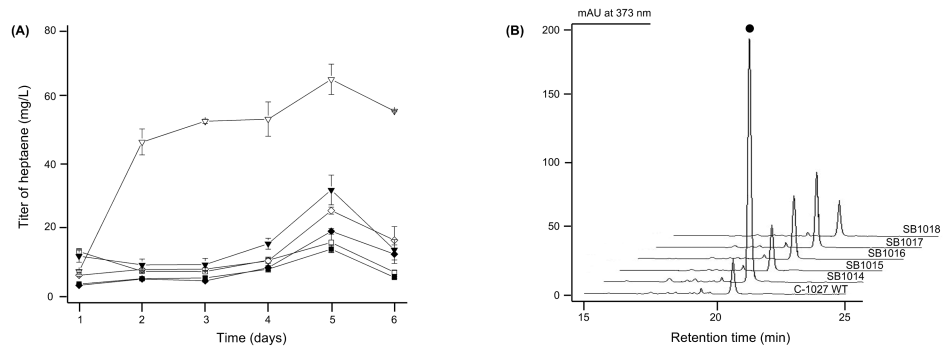 (A)
80
60
40
20
0
Titer of heptaene (mg/L)
1 2 3 4 5 6
Time (days)
(B)
mAU at 373 nm
200
150
100
50
0
SB1018
SB1017
SB1016
SB1015
SB1014
C-1027 WT
15 20 25
Retention time (min)